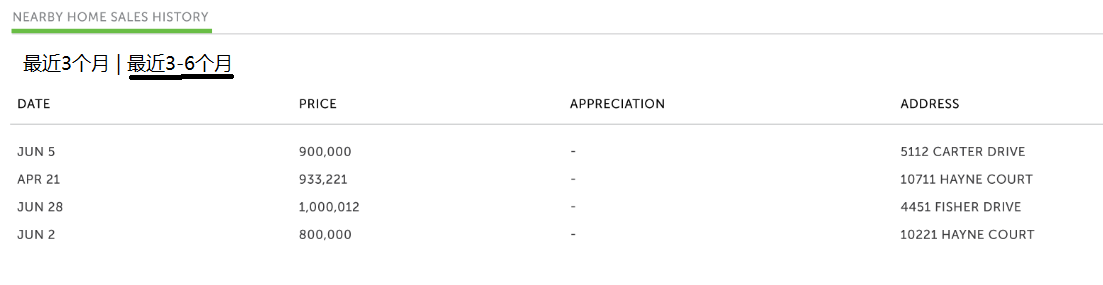 NEARBY HOME SALES HISTORY
最近3个月 | 最近3-6个月
DATE PRICE APPRECIATION ADDRESS
JUN 5 900,000 - 5112 CARTER DRIVE
APR 21 933,221 - 10711 HAYNE COURT
JUN 28 1,000,012 - 4451 FISHER DRIVE
JUN 2 800,000 - 10221 HAYNE COURT